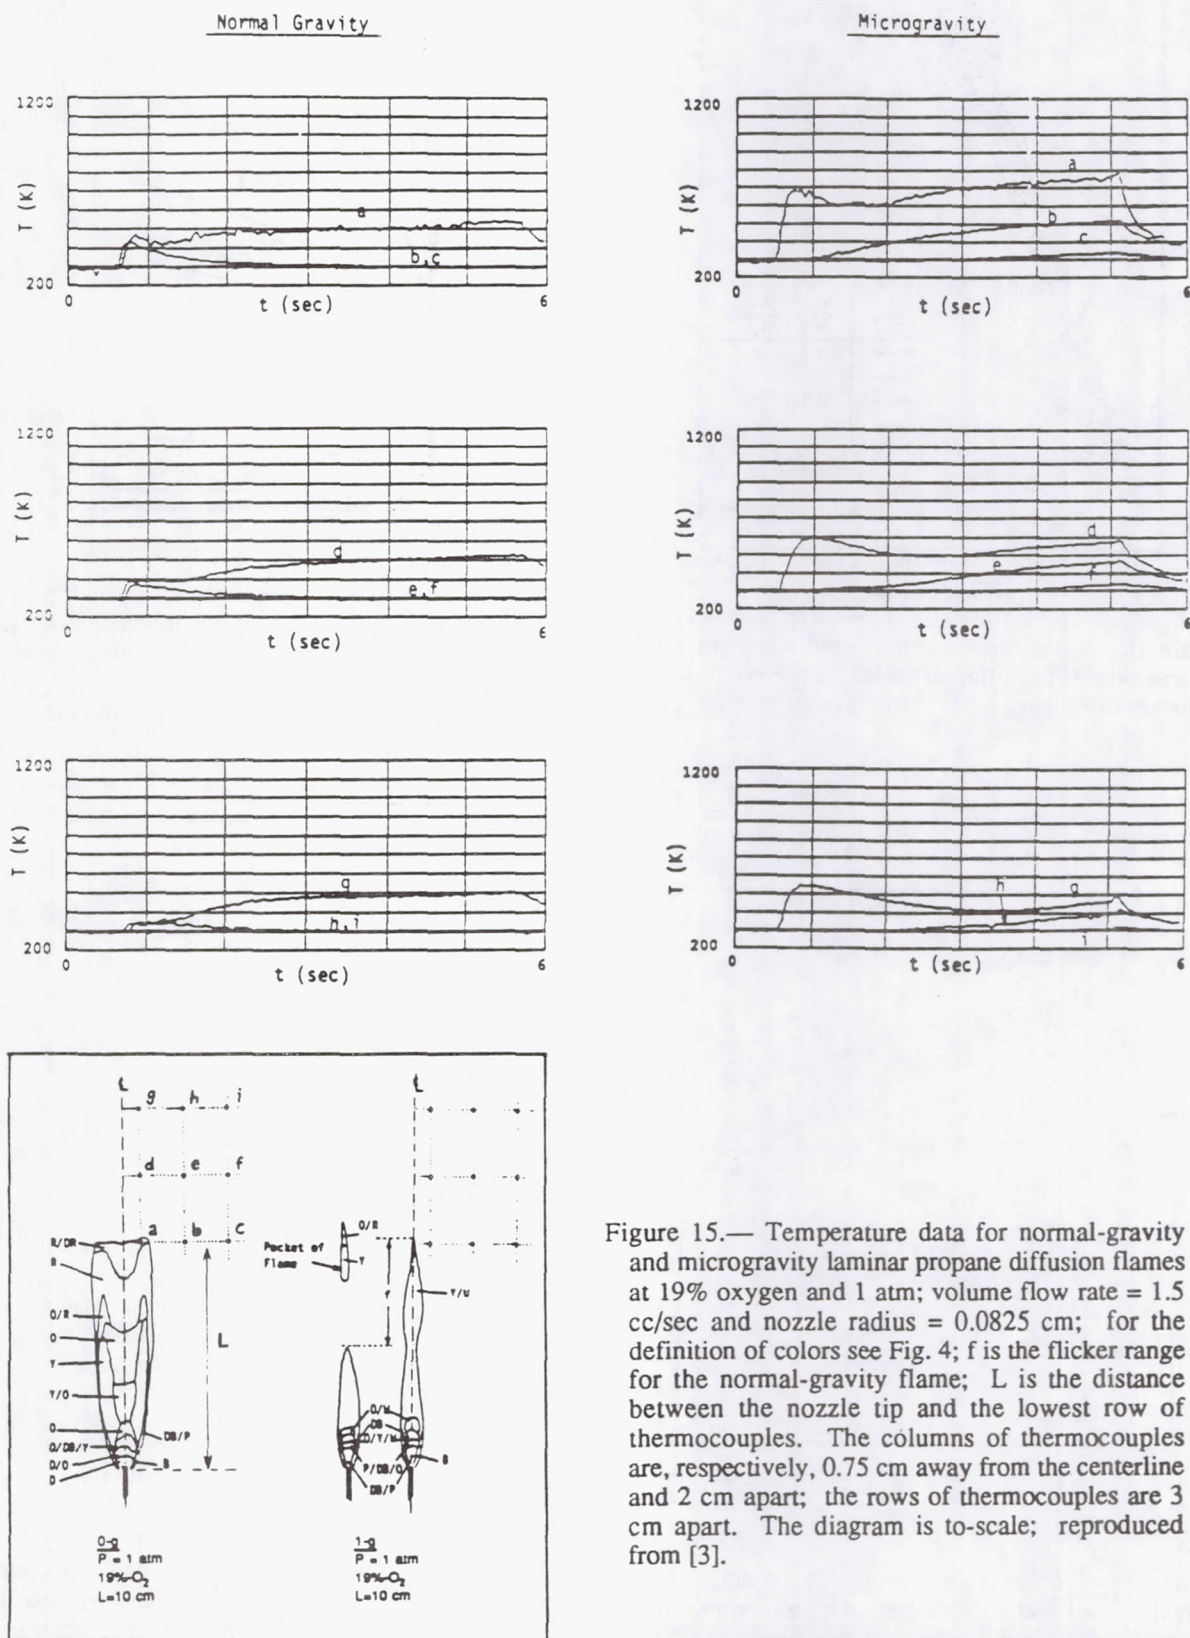 Normal Gravity
Microgravity
1200
T (K)
a
b,c
200
0
t (sec)
6
1200
T (K)
a
b
c
200
0
t (sec)
6
1200
T (K)
d
e,f
200
0
t (sec)
6
1200
T (K)
d
e
f
200
0
t (sec)
6
1200
T (K)
g
h,i
200
0
t (sec)
6
1200
T (K)
h
g
i
200
0
t (sec)
6
g h i
d e f
a b c
R/DR
R
O/R
O
Y
Y/O
O
O/DB/Y
D/O
D
DB/P
B
L
Pocket of
Flame
O/R
Y
f
Y/W
O/W
DB
O/Y/W
P/DB/O
DB/P
B
0-g
P = 1 atm
19%-O2
L=10 cm
1-g
P = 1 atm
19%-O2
L=10 cm
Figure 15.— Temperature data for normal-gravity
and microgravity laminar propane diffusion flames
at 19% oxygen and 1 atm; volume flow rate = 1.5
cc/sec and nozzle radius = 0.0825 cm; for the
definition of colors see Fig. 4; f is the flicker range
for the normal-gravity flame; L is the distance
between the nozzle tip and the lowest row of
thermocouples. The columns of thermocouples
are, respectively, 0.75 cm away from the centerline
and 2 cm apart; the rows of thermocouples are 3
cm apart. The diagram is to-scale; reproduced
from [3].